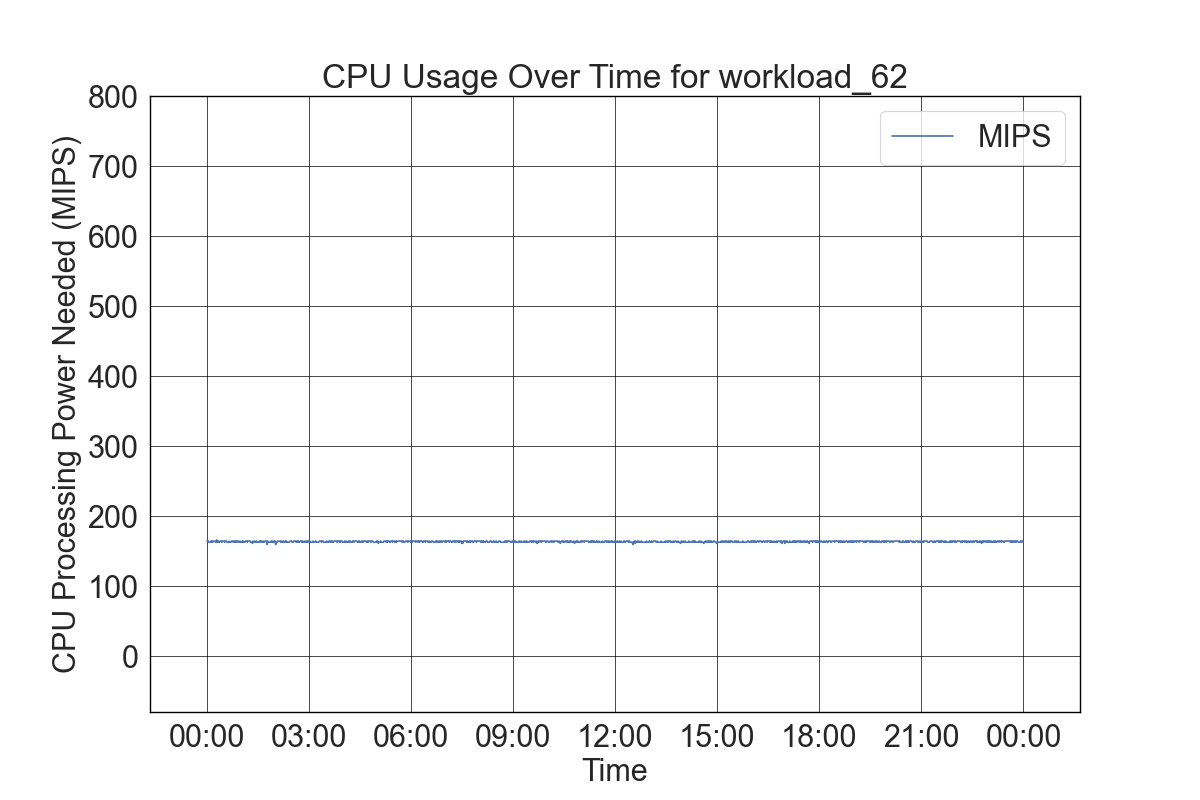 CPU Usage Over Time for workload_62
MIPS
CPU Processing Power Needed (MIPS)
800
700
600
500
400
300
200
100
0
00:00 03:00 06:00 09:00 12:00 15:00 18:00 21:00 00:00
Time